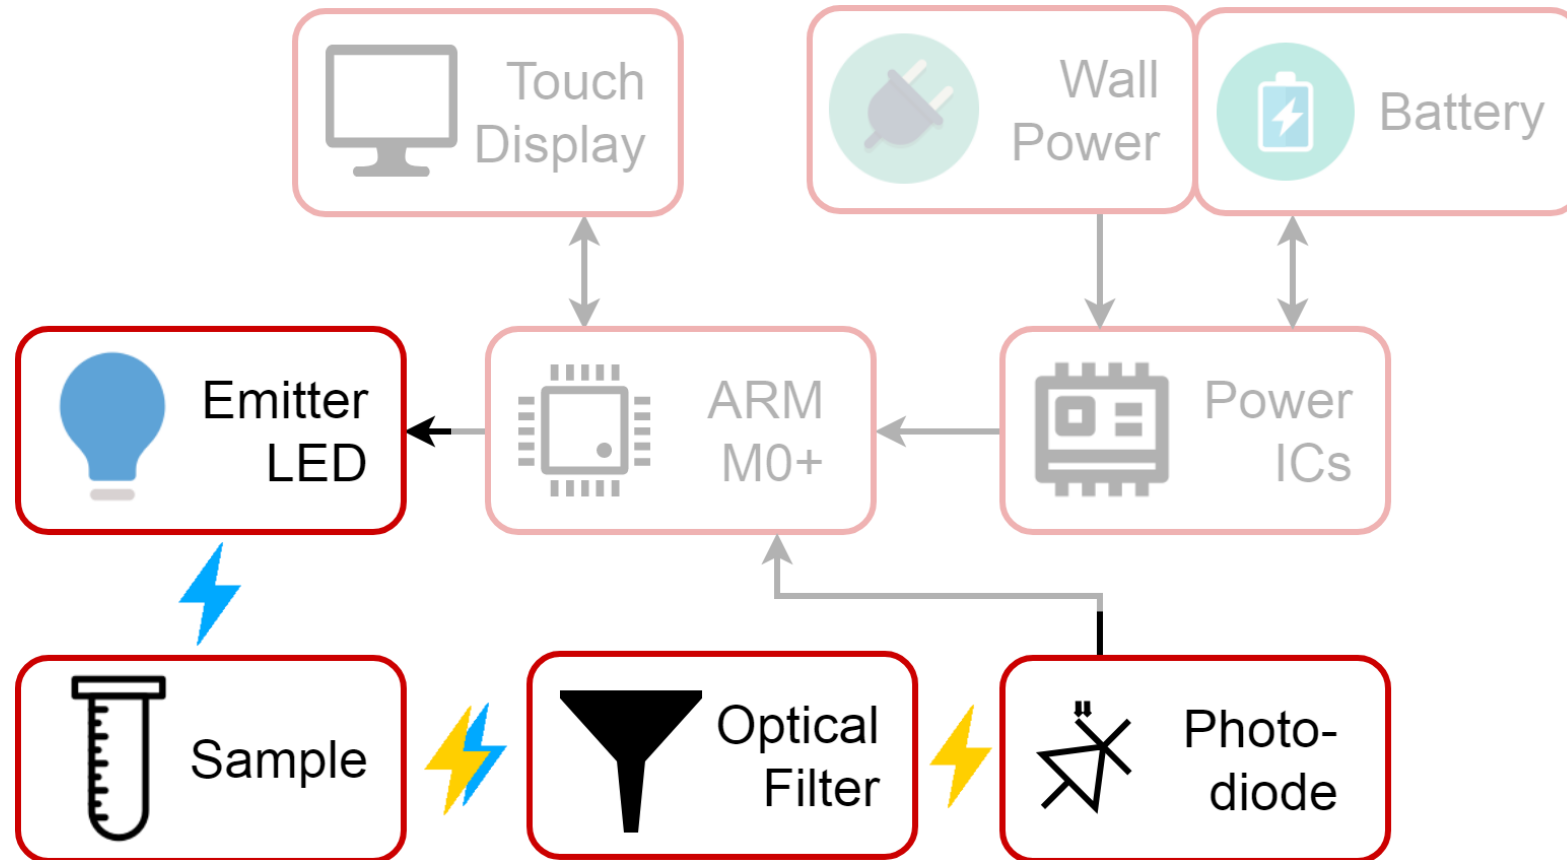 Touch
Display
Wall
Power
Battery
Emitter
LED
ARM
M0+
Power
ICs
Sample
Optical
Filter
Photo-
diode